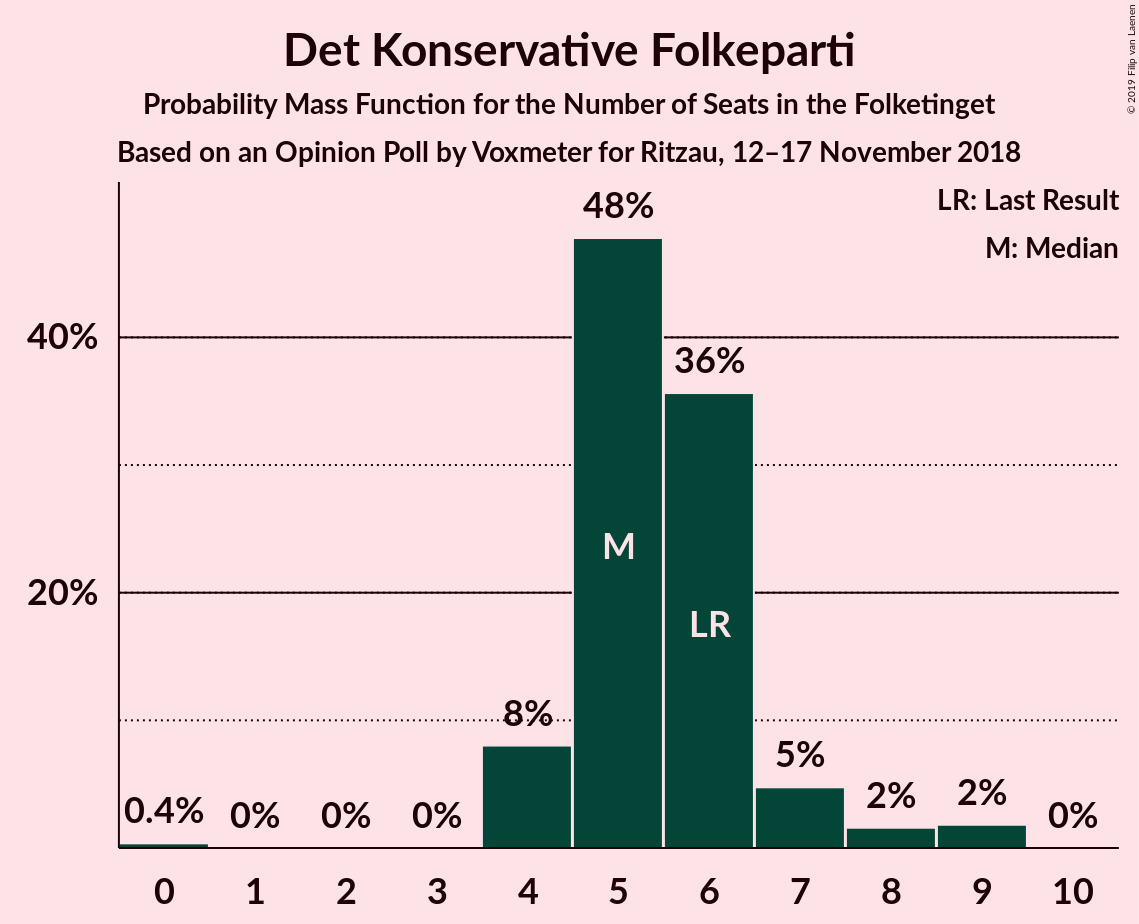 Det Konservative Folkeparti
Probability Mass Function for the Number of Seats in the Folketinget
Based on an Opinion Poll by Voxmeter for Ritzau, 12–17 November 2018
© 2019 Filip van Laenen
LR: Last Result
M: Median
48%
40%
36%
M
20%
LR
8%
5%
0.4%
0%
0%
0%
2%
2%
0%
0 1 2 3 4 5 6 7 8 9 10